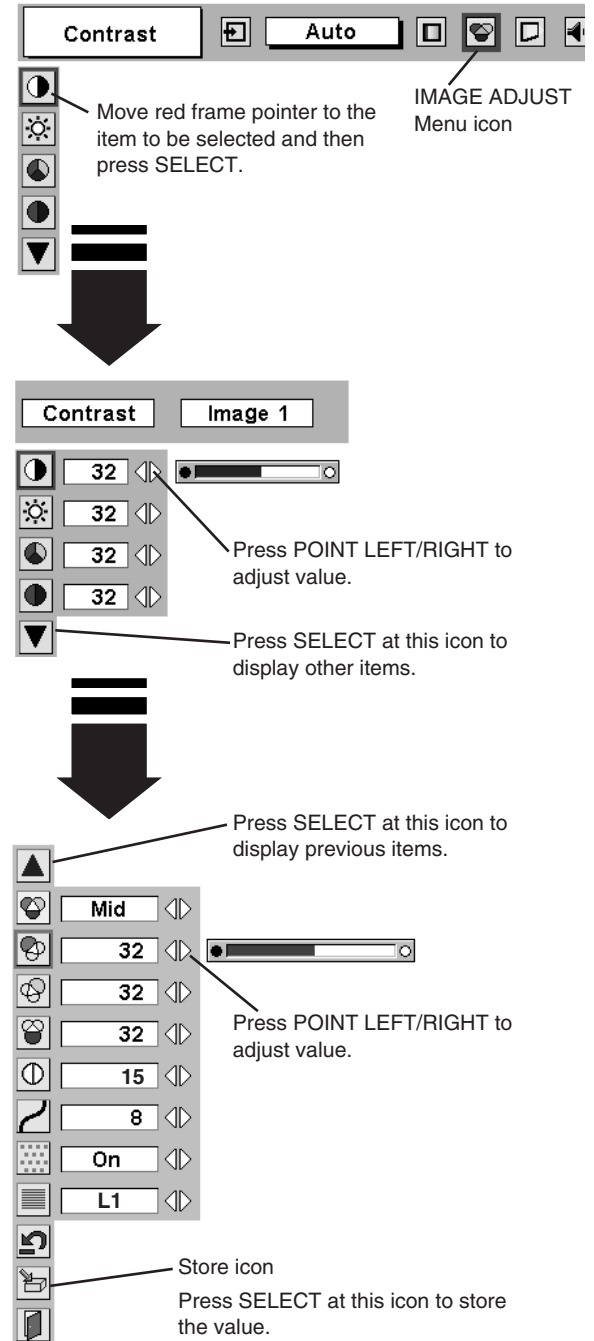 Contrast
Auto
Move red frame pointer to the
item to be selected and then
press SELECT.
IMAGE ADJUST
Menu icon
Contrast
Image 1
32
32
32
32
Press POINT LEFT/RIGHT to
adjust value.
Press SELECT at this icon to
display other items.
Press SELECT at this icon to
display previous items.
Mid
32
32
32
15
8
On
L1
Press POINT LEFT/RIGHT to
adjust value.
Store icon
Press SELECT at this icon to store
the value.